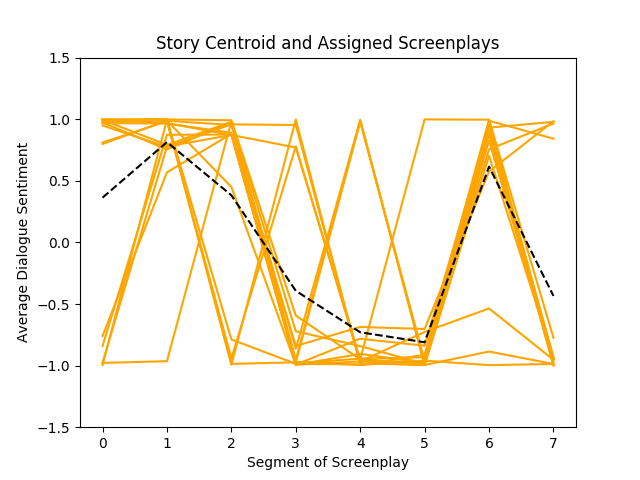 Story Centroid and Assigned Screenplays
1.5
1.0
0.5
0.0
−0.5
−1.0
−1.5
Average Dialogue Sentiment
0 1 2 3 4 5 6 7
Segment of Screenplay